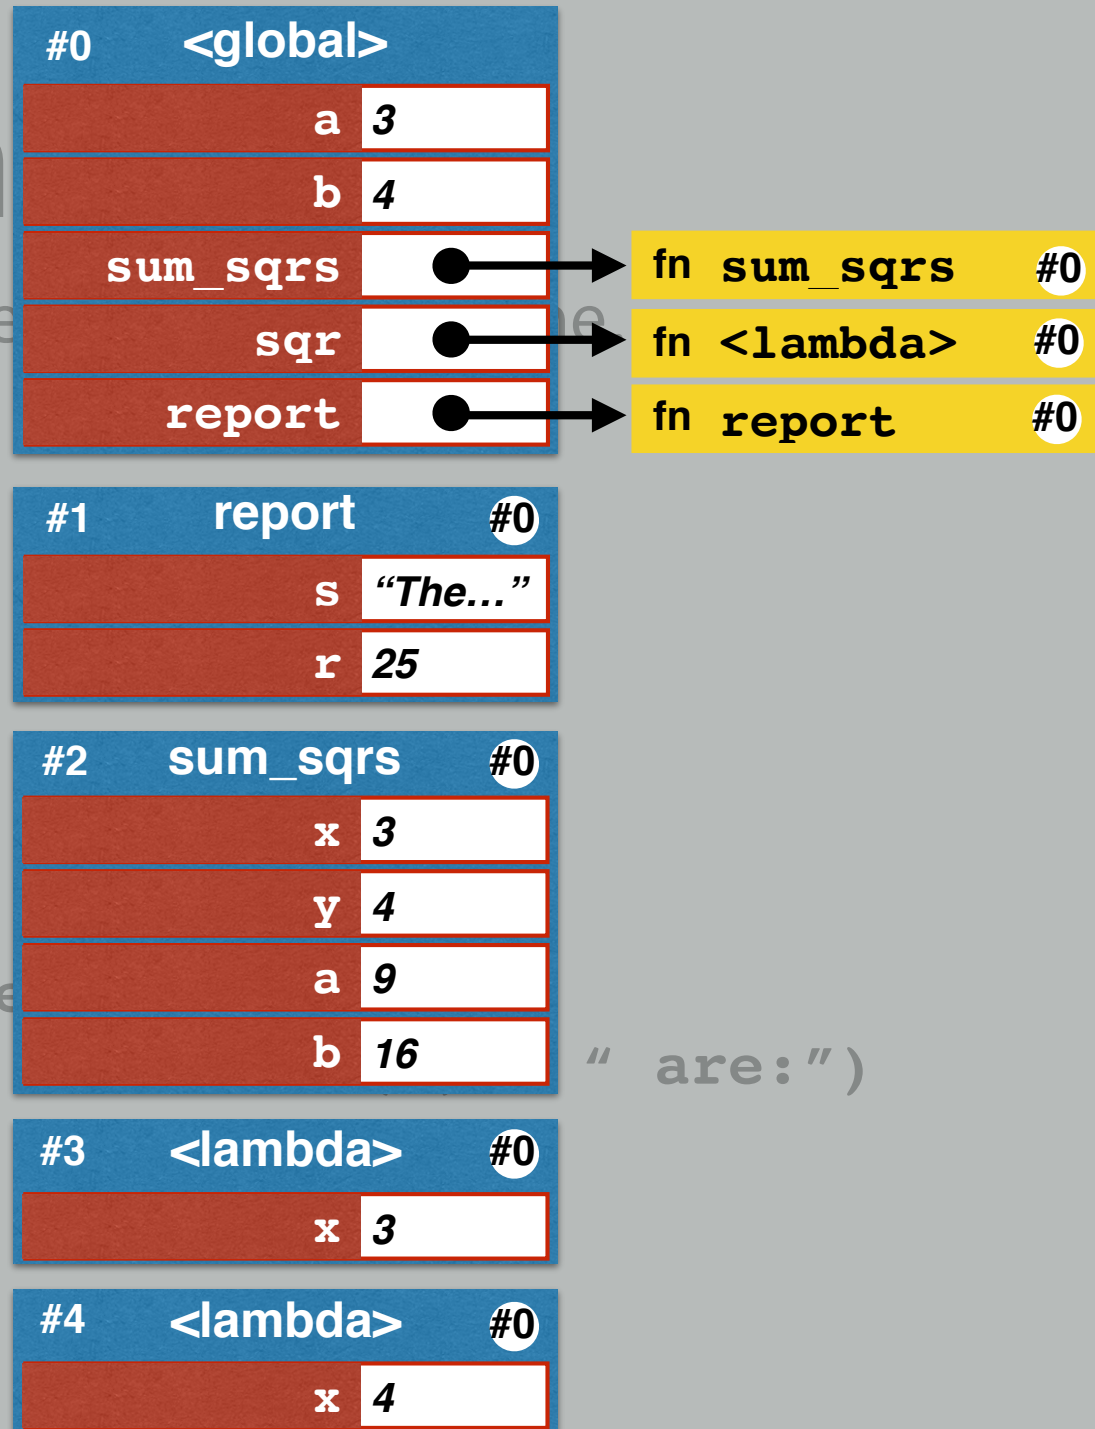 #0 <global>
a 3
b 4
sum_sqrs fn sum_sqrs #0
sqr fn <lambda> #0
report fn report #0
#1 report #0
s “The…”
r 25
#2 sum_sqrs #0
x 3
y 4
a 9
b 16
" are:")
#3 <lambda> #0
x 3
#4 <lambda> #0
x 4